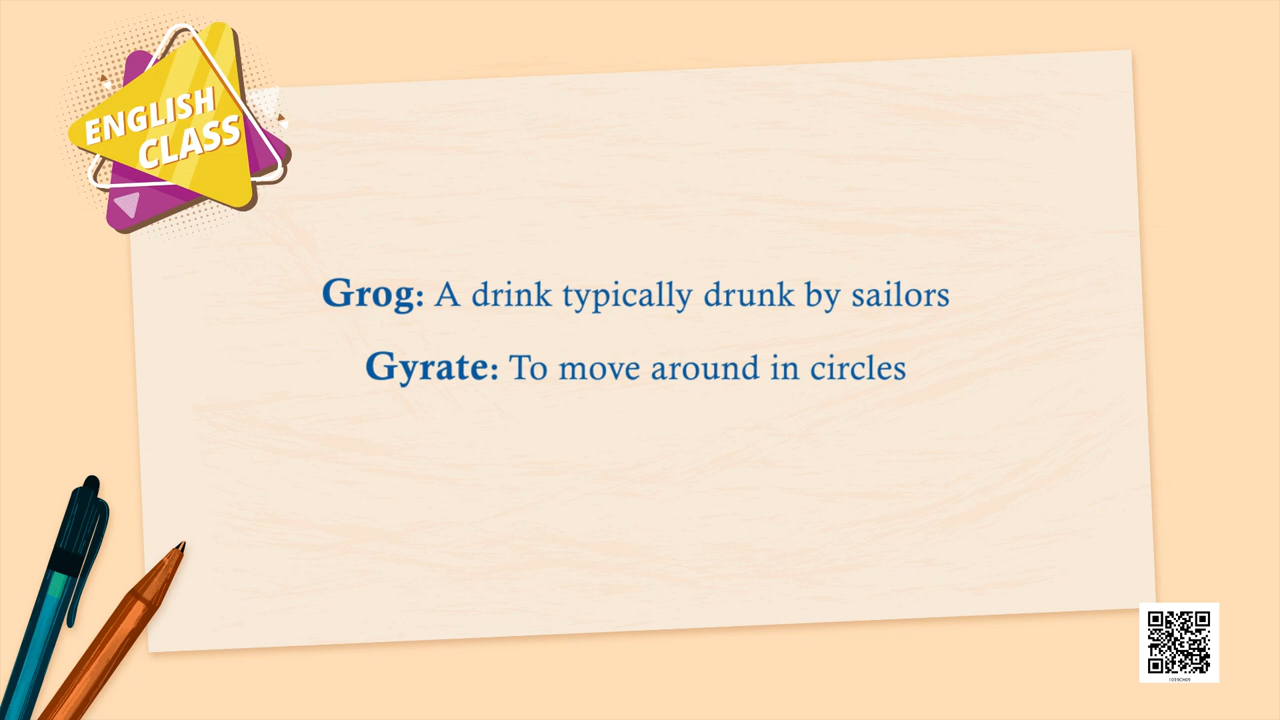 ENGLISH
CLASS
Grog: A drink typically drunk by sailors
Gyrate: To move around in circles